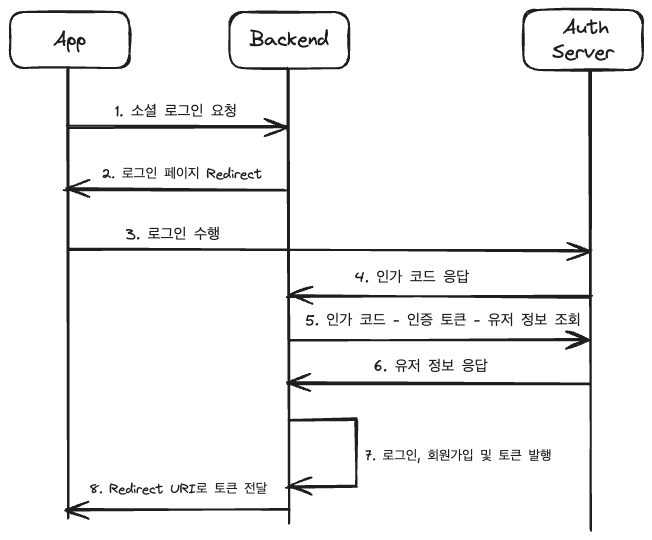 App
Backend
Auth
Server
1. 소셜 로그인 요청
2. 로그인 페이지 Redirect
3. 로그인 수행
4. 인가 코드 응답
5. 인가 코드 - 인증 토큰 - 유저 정보 조회
6. 유저 정보 응답
7. 로그인, 회원가입 및 토큰 발행
8. Redirect URI로 토큰 전달